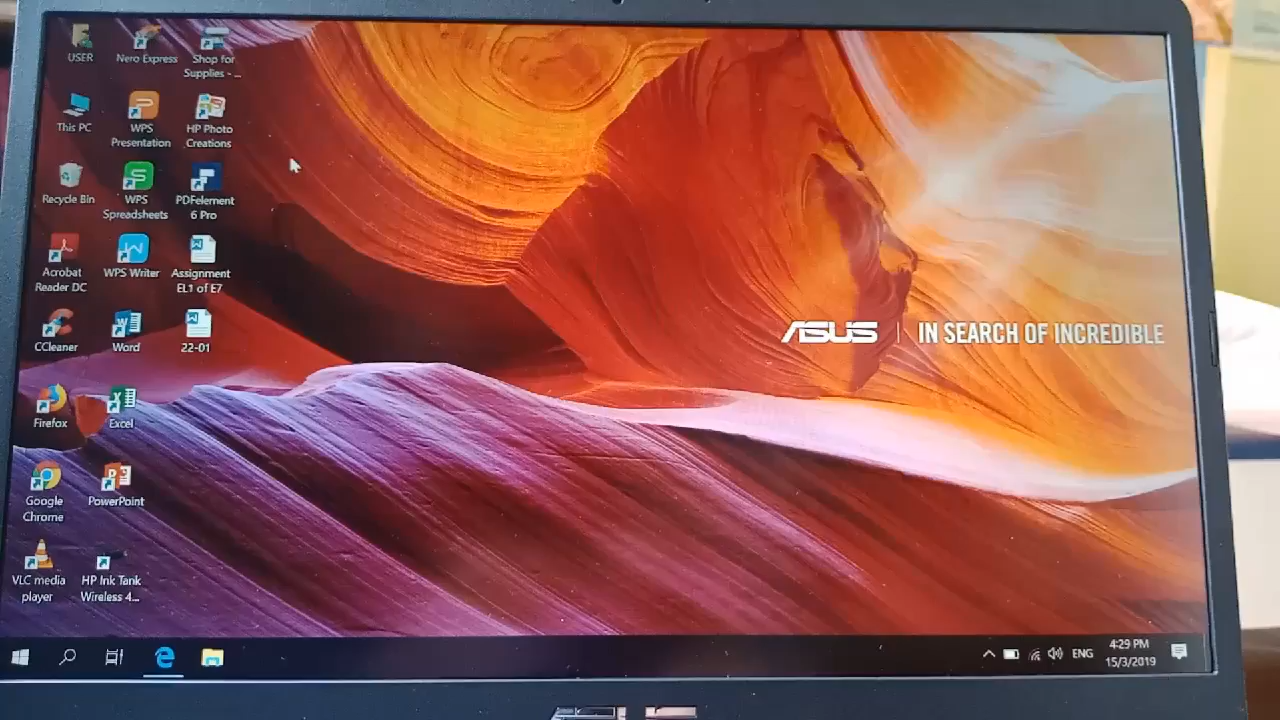 USER
Nero Express
Shop for
Supplies - ...
This PC
WPS
Presentation
HP Photo
Creations
Recycle Bin
WPS
Spreadsheets
PDFelement
6 Pro
Acrobat
Reader DC
WPS Writer
Assignment
EL1 of E7
CCleaner
Word
22-01
Firefox
Excel
Google
Chrome
PowerPoint
VLC media
player
HP Ink Tank
Wireless 4...
ASUS
IN SEARCH OF INCREDIBLE
ENG
4:29 PM
15/3/2019